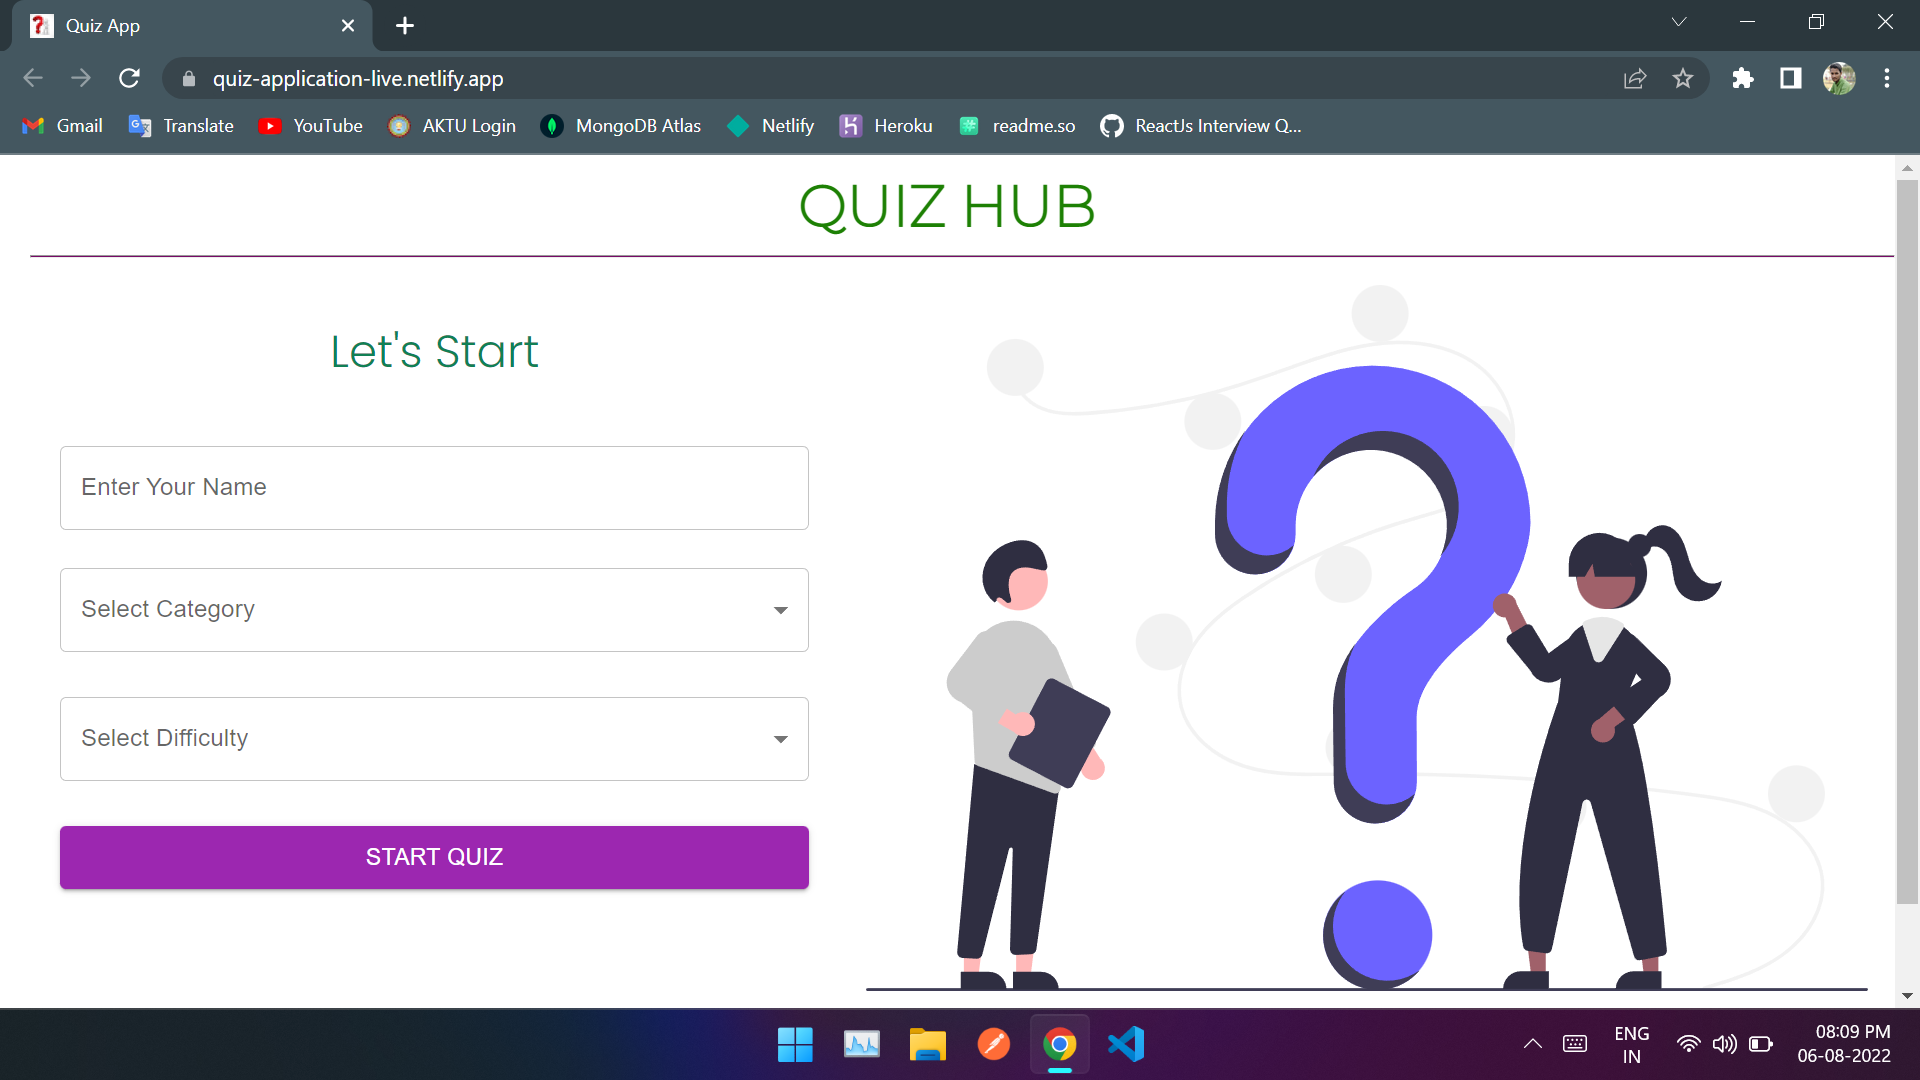 Quiz App
quiz-application-live.netlify.app
Gmail Translate YouTube AKTU Login MongoDB Atlas Netlify Heroku readme.so ReactJs Interview Q...
QUIZ HUB
Let's Start
Enter Your Name
Select Category
Select Difficulty
START QUIZ
ENG
IN
08:09 PM
06-08-2022